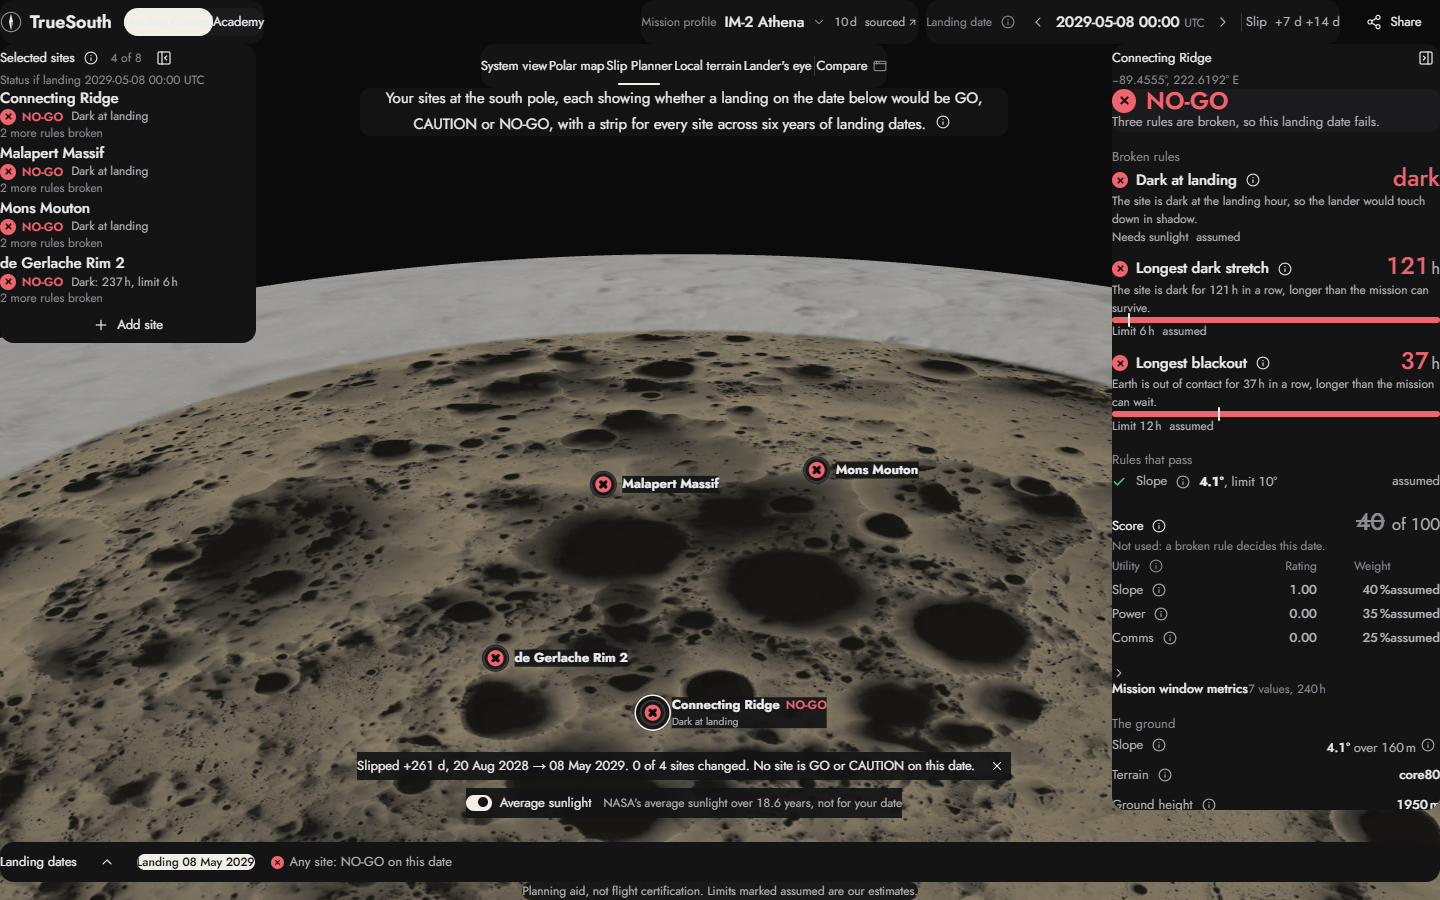 TrueSouth
Academy
Mission profile IM-2 Athena 10 d sourced ↗
Landing date 2029-05-08 00:00 UTC
Slip +7 d +14 d
Share
Selected sites 4 of 8
Status if landing 2029-05-08 00:00 UTC
Connecting Ridge
NO-GO Dark at landing
2 more rules broken
Malapert Massif
NO-GO Dark at landing
2 more rules broken
Mons Mouton
NO-GO Dark at landing
2 more rules broken
de Gerlache Rim 2
NO-GO Dark: 237 h, limit 6 h
2 more rules broken
+ Add site
System view Polar map Slip Planner Local terrain Lander's eye Compare
Your sites at the south pole, each showing whether a landing on the date below would be GO,
CAUTION or NO-GO, with a strip for every site across six years of landing dates.
Malapert Massif
Mons Mouton
de Gerlache Rim 2
Connecting Ridge NO-GO
Dark at landing
Slipped +261 d, 20 Aug 2028 → 08 May 2029. 0 of 4 sites changed. No site is GO or CAUTION on this date.
Average sunlight NASA's average sunlight over 18.6 years, not for your date
Connecting Ridge
−89.4555°, 222.6192° E
NO-GO
Three rules are broken, so this landing date fails.
Broken rules
Dark at landing dark
The site is dark at the landing hour, so the lander would touch
down in shadow.
Needs sunlight assumed
Longest dark stretch 121 h
The site is dark for 121 h in a row, longer than the mission can
survive.
Limit 6 h assumed
Longest blackout 37 h
Earth is out of contact for 37 h in a row, longer than the mission
can wait.
Limit 12 h assumed
Rules that pass
Slope 4.1°, limit 10° assumed
Score 40 of 100
Not used: a broken rule decides this date.
Utility Rating Weight
Slope 1.00 40 % assumed
Power 0.00 35 % assumed
Comms 0.00 25 % assumed
Mission window metrics 7 values, 240 h
The ground
Slope 4.1° over 160 m
Terrain core80
Ground height 1950 m
Landing dates Landing 08 May 2029 Any site: NO-GO on this date
Planning aid, not flight certification. Limits marked assumed are our estimates.